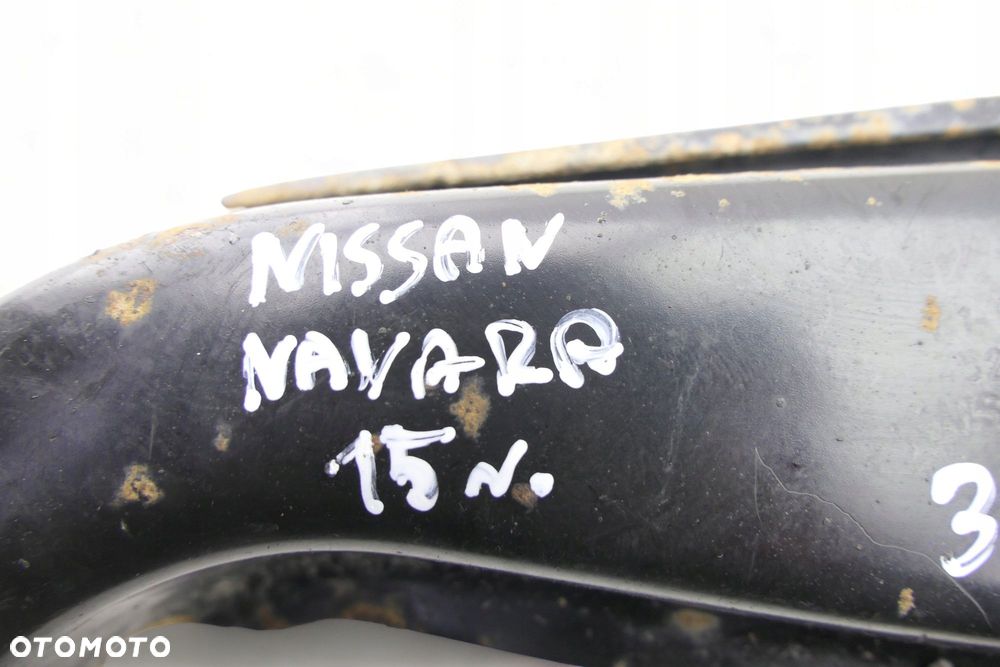 NISSAN
NAVARA
15 r.
3
OTOMOTO